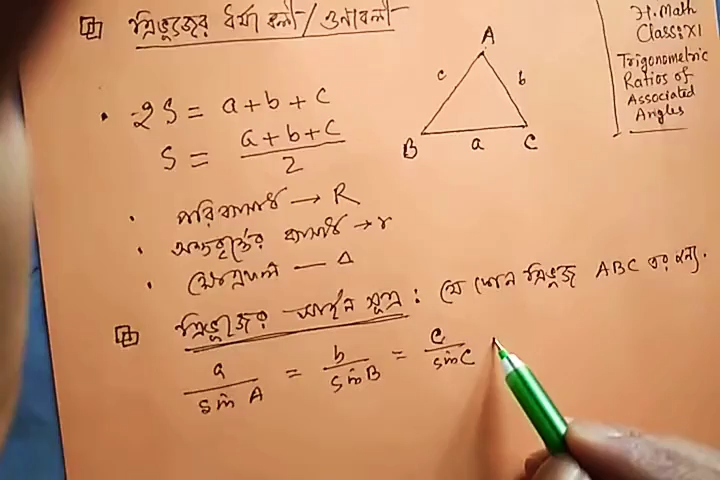 ত্রিভুজের ধর্মাবলী / গুনাবলী
2S = a+b+c
S = a+b+c / 2
পরিব্যাসার্ধ → R
অন্তবৃত্তের ব্যাসার্ধ → r
ক্ষেত্রফল — Δ
A
c
b
B
a
C
H. Math
Class: XI
Trigonometric
Ratios of
Associated
Angles
ত্রিভুজের সাইন সূত্র : যে কোন ত্রিভুজ ABC এর জন্য.
a / sin A = b / sin B = c / sin C